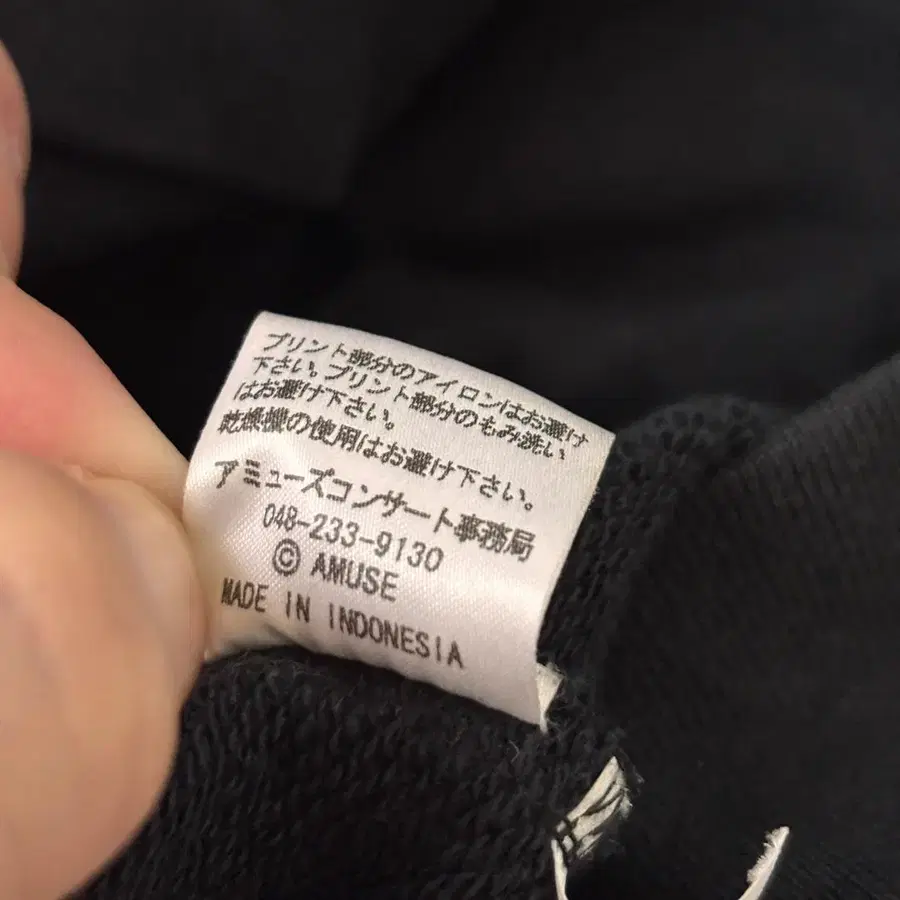 プリント部分のアイロンはお避け
下さい。プリント部分のもみ洗い
はお避け下さい。
乾燥機の使用はお避け下さい。
アミューズコンサート事務局
048-233-9130
© AMUSE
MADE IN INDONESIA